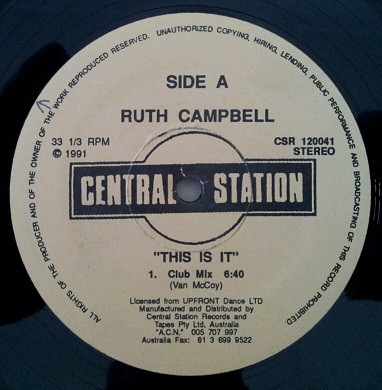 ALL RIGHTS OF THE PRODUCER AND OF THE OWNER OF THE WORK REPRODUCED RESERVED. UNAUTHORIZED COPYING, HIRING, LENDING, PUBLIC PERFORMANCE AND BROADCASTING OF THIS RECORD PROHIBITED
SIDE A
RUTH CAMPBELL
33 1/3 RPM
© 1991
CSR 120041
STEREO
CENTRAL STATION
"THIS IS IT"
1. Club Mix 6:40
(Van McCoy)
Licensed from UPFRONT Dance LTD
Manufactured and Distributed by
Central Station Records and
Tapes Pty Ltd, Australia
"A.C.N." 005 707 997
Australia Fax: 61 3 699 9522